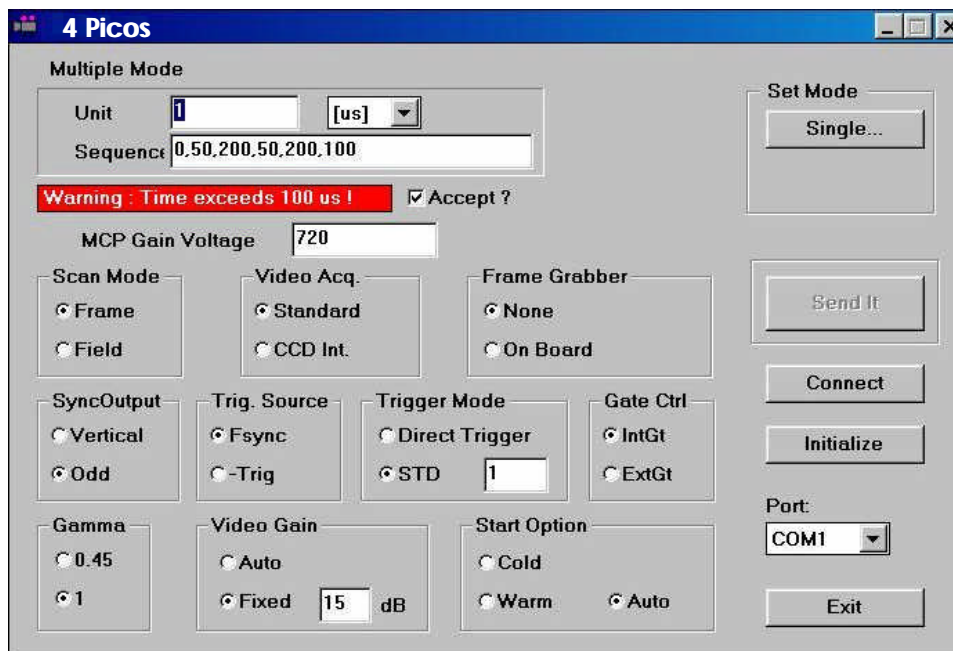 4 Picos
Multiple Mode
Set Mode
Unit 1 [us]
Single...
Sequence 0,50,200,50,200,100
Warning : Time exceeds 100 us ! Accept ?
MCP Gain Voltage 720
Scan Mode Video Acq. Frame Grabber
Frame Standard None
Send It
Field CCD Int. On Board
Connect
SyncOutput Trig. Source Trigger Mode Gate Ctrl
Vertical Fsync Direct Trigger IntGt
Initialize
Odd -Trig STD 1 ExtGt
Port:
Gamma Video Gain Start Option
COM1
0.45 Auto Cold
1 Fixed 15 dB Warm Auto
Exit